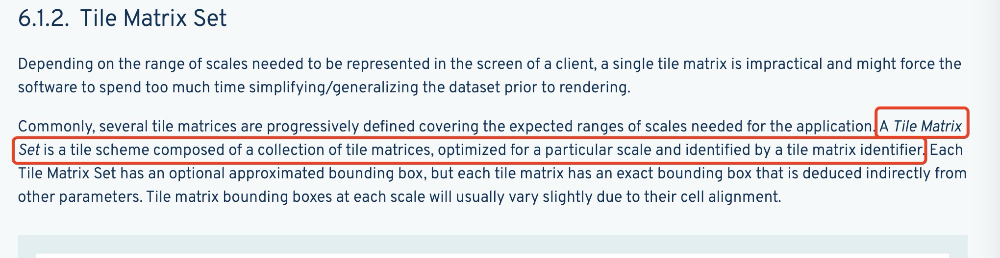 6.1.2. Tile Matrix Set
Depending on the range of scales needed to be represented in the screen of a client, a single tile matrix is impractical and might force the
software to spend too much time simplifying/generalizing the dataset prior to rendering.
Commonly, several tile matrices are progressively defined covering the expected ranges of scales needed for the application. A Tile Matrix
Set is a tile scheme composed of a collection of tile matrices, optimized for a particular scale and identified by a tile matrix identifier. Each
Tile Matrix Set has an optional approximated bounding box, but each tile matrix has an exact bounding box that is deduced indirectly from
other parameters. Tile matrix bounding boxes at each scale will usually vary slightly due to their cell alignment.